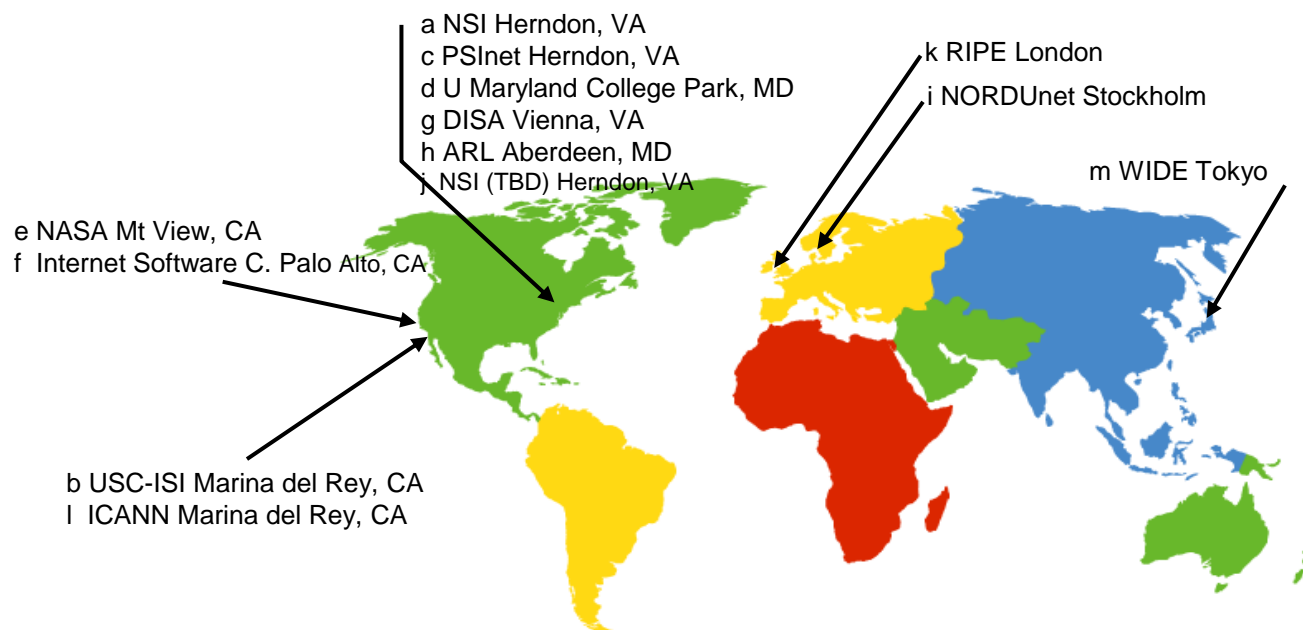 a NSI Herndon, VA
c PSInet Herndon, VA
d U Maryland College Park, MD
g DISA Vienna, VA
h ARL Aberdeen, MD
j NSI (TBD) Herndon, VA
k RIPE London
i NORDUnet Stockholm
m WIDE Tokyo
e NASA Mt View, CA
f Internet Software C. Palo Alto, CA
b USC-ISI Marina del Rey, CA
l ICANN Marina del Rey, CA